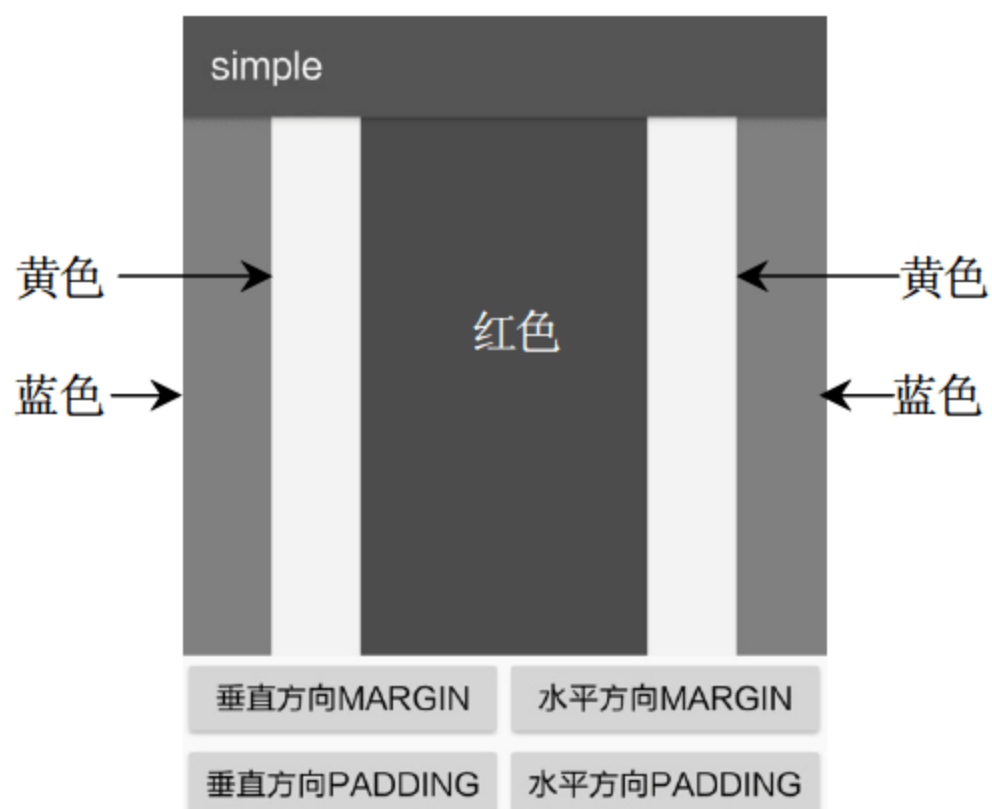 simple
黄色
黄色
红色
蓝色
蓝色
垂直方向MARGIN
水平方向MARGIN
垂直方向PADDING
水平方向PADDING